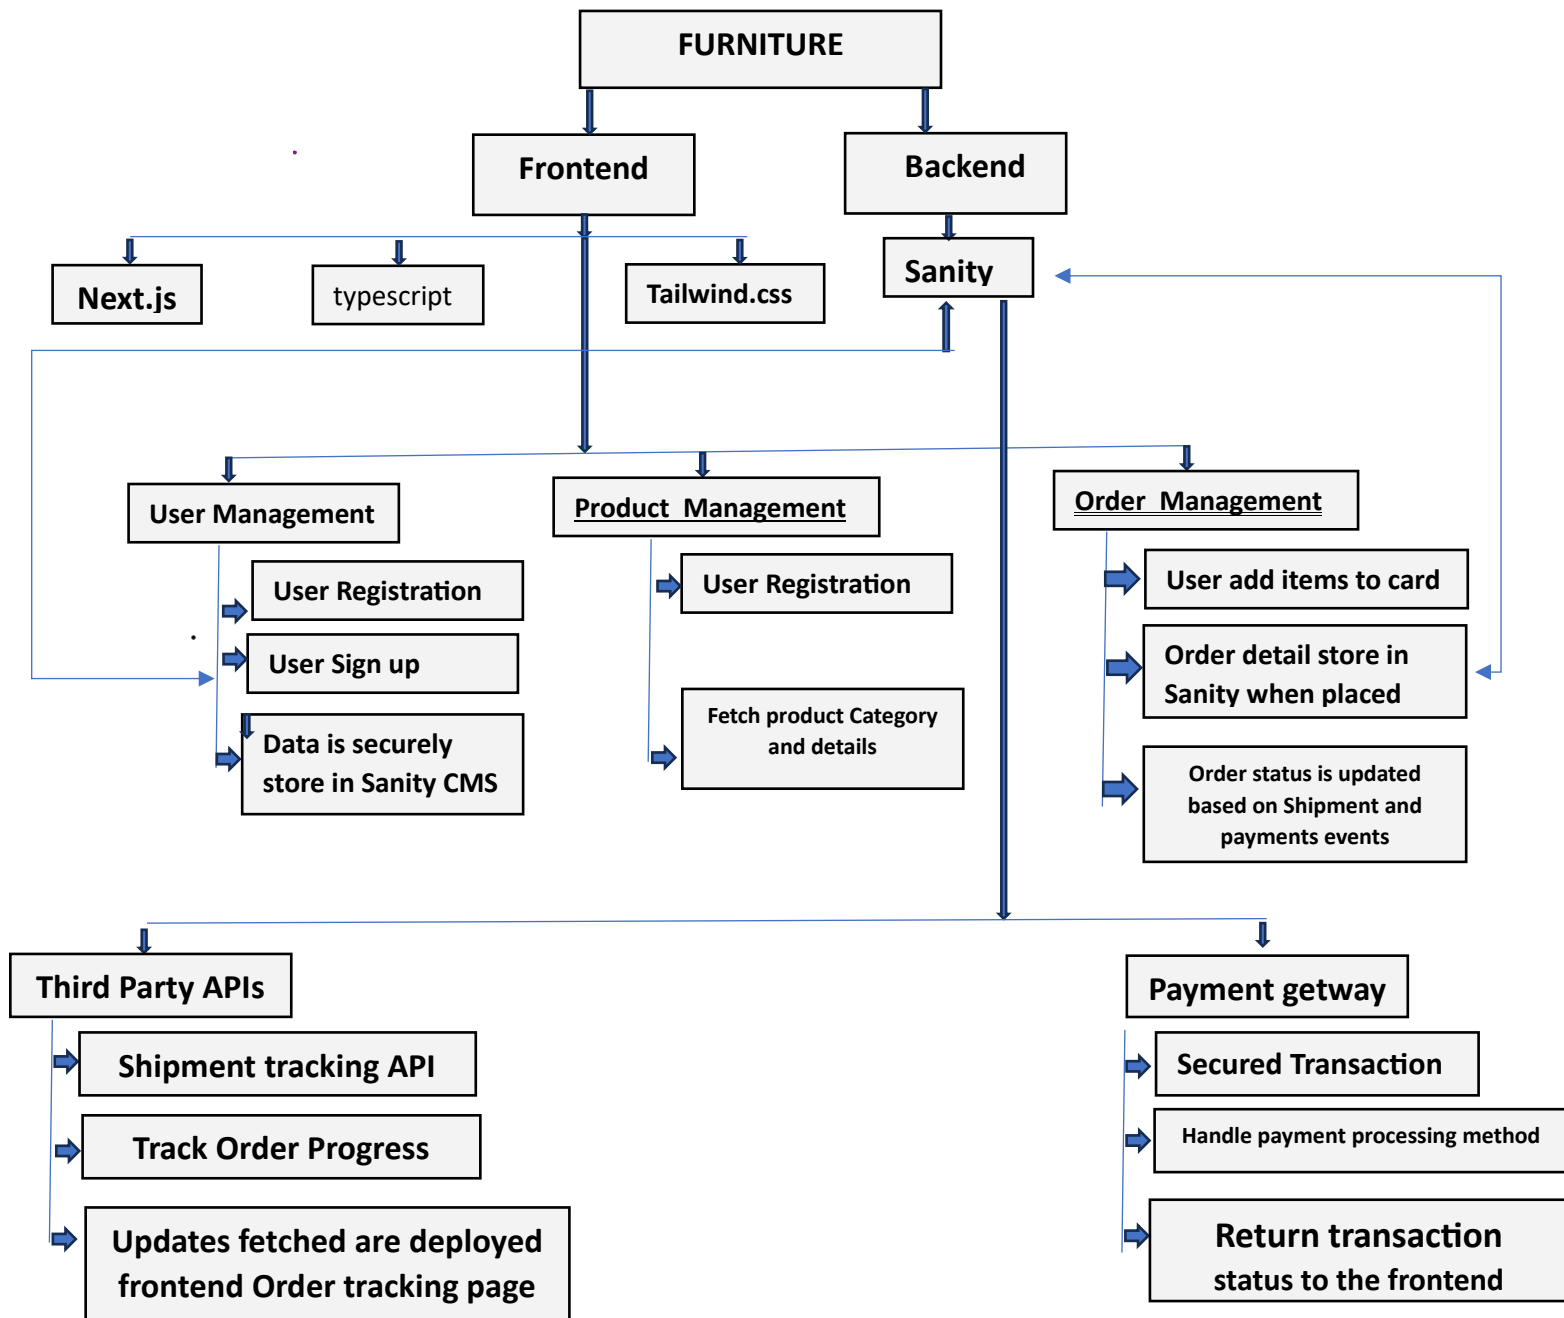 FURNITURE
Frontend
Backend
Next.js
typescript
Tailwind.css
Sanity
User Management
Product  Management
Order  Management
User Registration
User Sign up
Data is securely
store in Sanity CMS
User Registration
Fetch product Category
and details
User add items to card
Order detail store in
Sanity when placed
Order status is updated
based on Shipment and
payments events
Third Party APIs
Payment getway
Shipment tracking API
Track Order Progress
Updates fetched are deployed
frontend Order tracking page
Secured Transaction
Handle payment processing method
Return transaction
status to the frontend